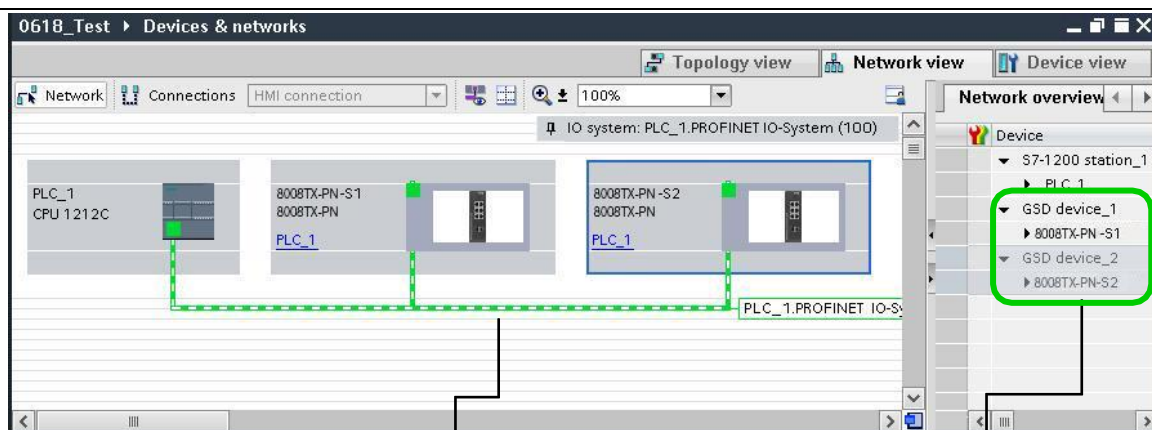 0618_Test ▸ Devices & networks
Topology view
Network view
Device view
Network
Connections
HMI connection
100%
Network overview
IO system: PLC_1.PROFINET IO-System (100)
Device
S7-1200 station_1
PLC_1
GSD device_1
8008TX-PN -S1
GSD device_2
8008TX-PN-S2
PLC_1
CPU 1212C
8008TX-PN-S1
8008TX-PN
PLC_1
8008TX-PN -S2
8008TX-PN
PLC_1
PLC_1.PROFINET IO-Sy